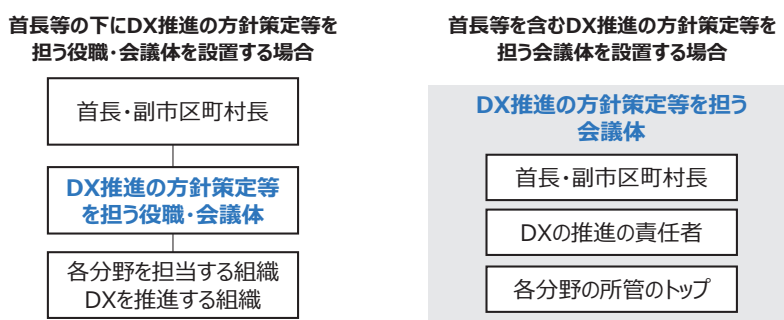 首長等の下にDX推進の方針策定等を
担う役職・会議体を設置する場合
首長・副市区町村長
DX推進の方針策定等
を担う役職・会議体
各分野を担当する組織
DXを推進する組織
首長等を含むDX推進の方針策定等を
担う会議体を設置する場合
DX推進の方針策定等を担う
会議体
首長・副市区町村長
DXの推進の責任者
各分野の所管のトップ